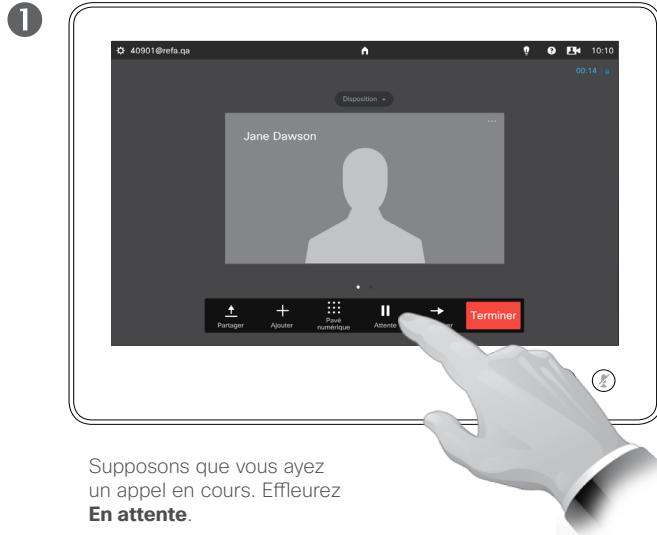 1
40901@refa.qa
10:10
00:14
Disposition
...
Jane Dawson
Partager
Ajouter
Pavé
numérique
Attente
Terminer
Supposons que vous ayez
un appel en cours. Effleurez
En attente.